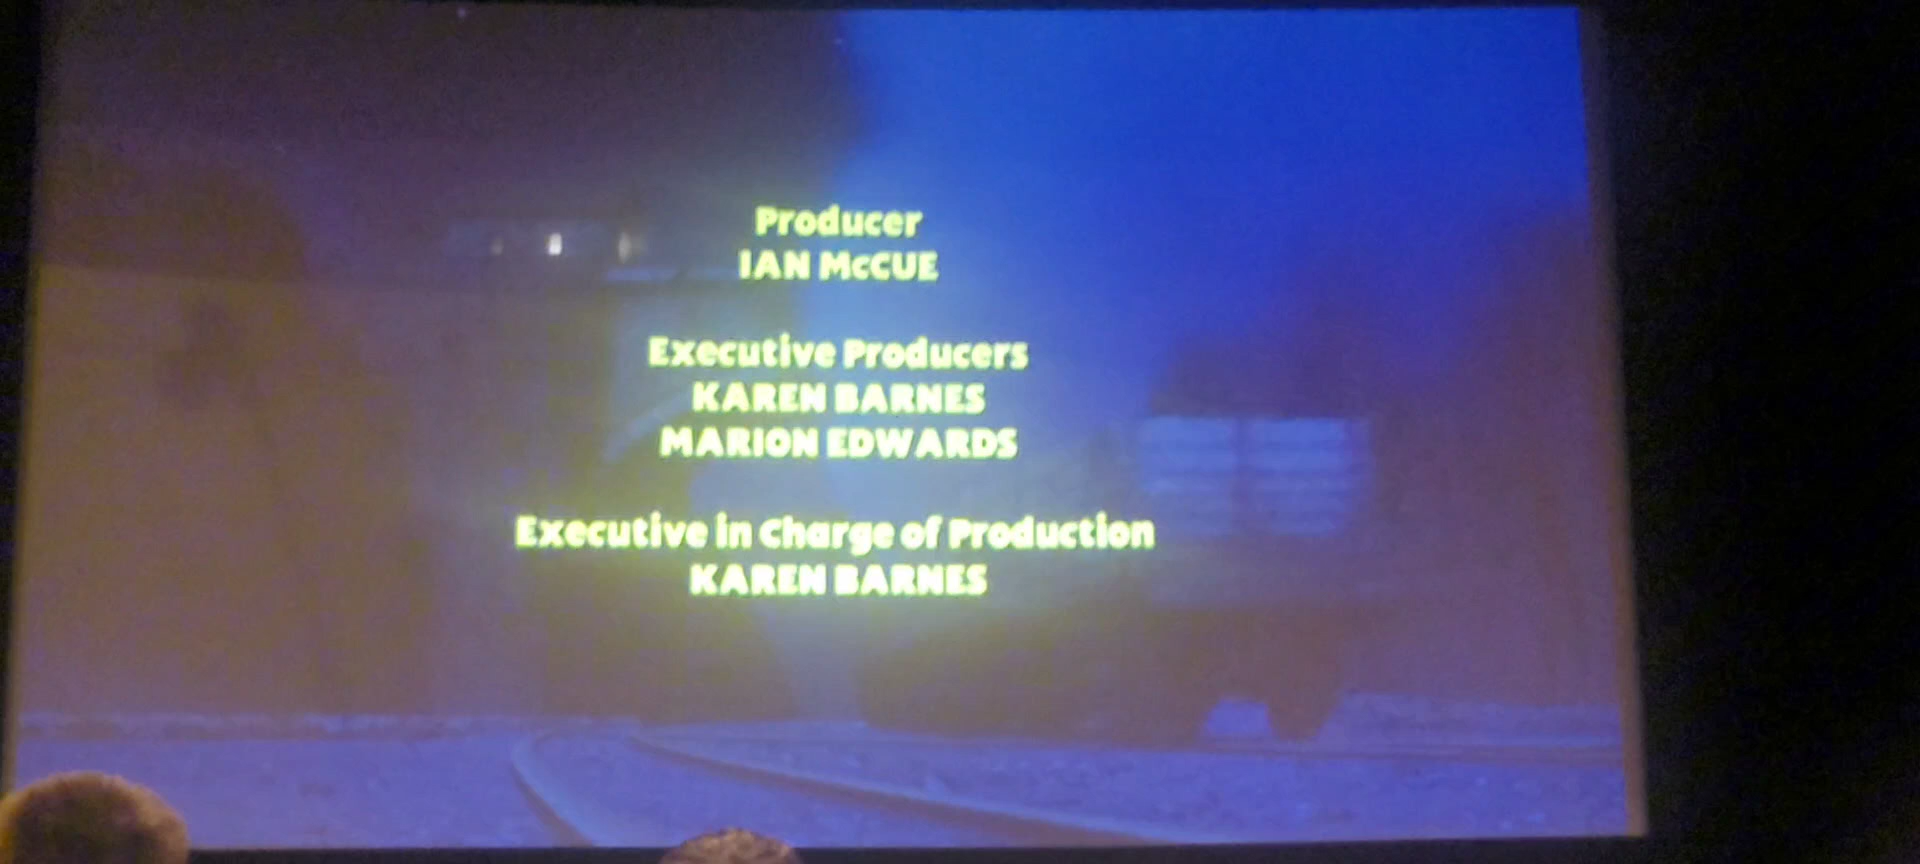 Producer
IAN McCUE
Executive Producers
KAREN BARNES
MARION EDWARDS
Executive in Charge of Production
KAREN BARNES